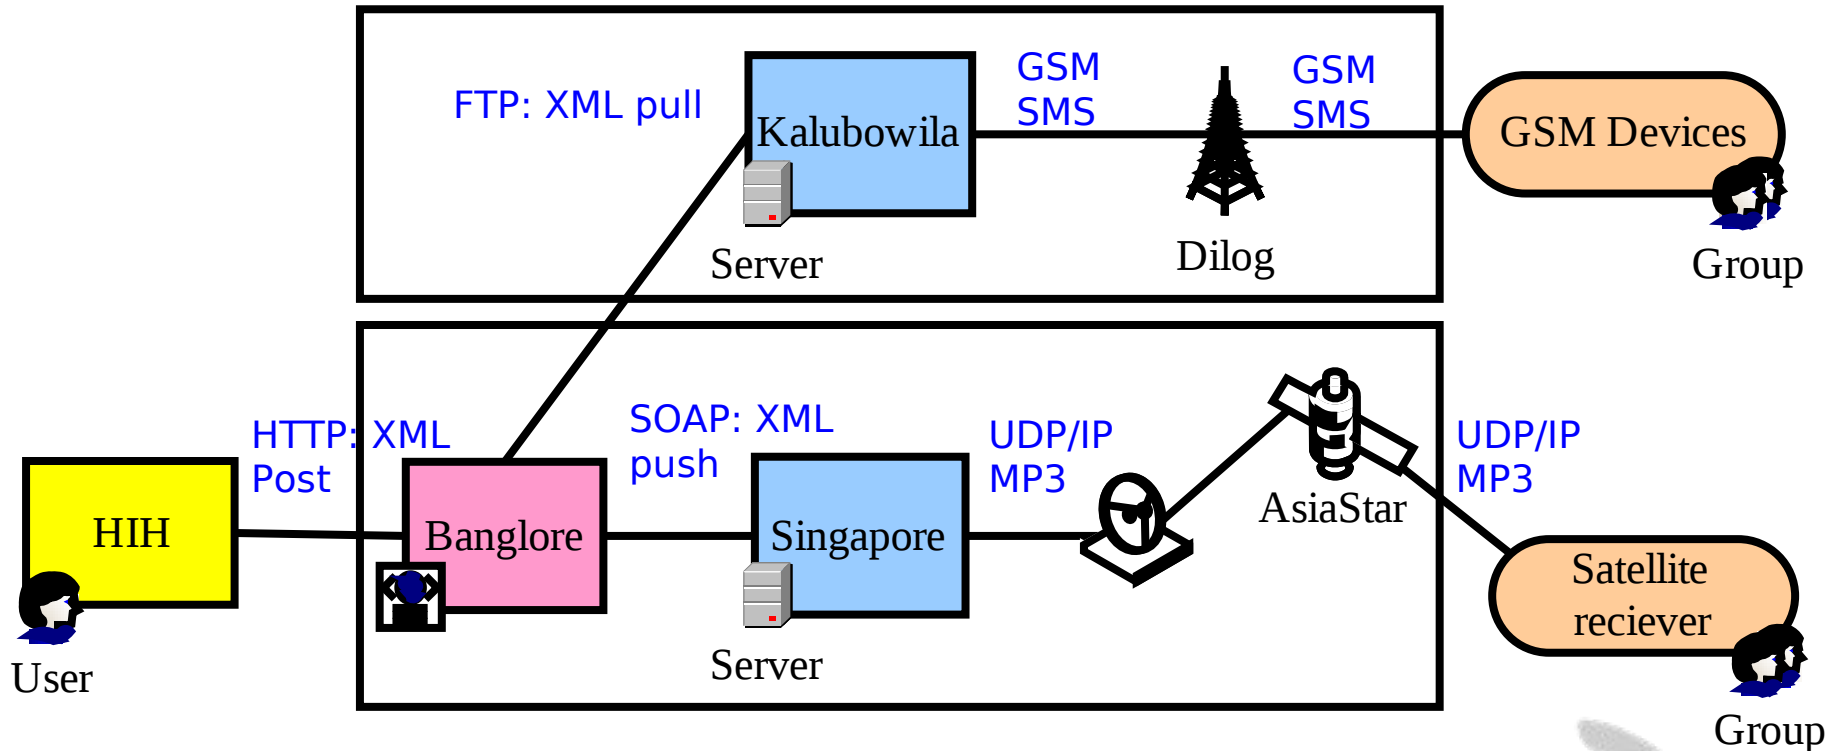 FTP: XML pull
Kalubowila
Server
GSM
SMS
Dilog
GSM
SMS
GSM Devices
Group
HIH
User
HTTP: XML
Post
Banglore
SOAP: XML
push
Singapore
Server
UDP/IP
MP3
AsiaStar
UDP/IP
MP3
Satellite
reciever
Group